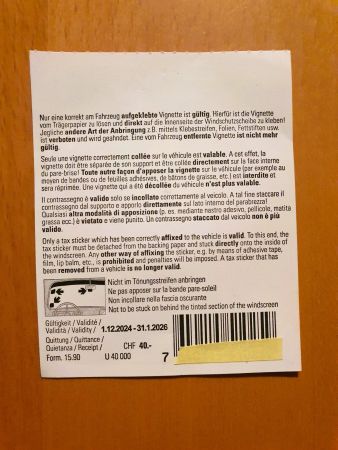 Nur eine korrekt am Fahrzeug aufgeklebte Vignette ist gültig. Hierfür ist die Vignette
vom Trägerpapier zu lösen und direkt auf die Innenseite der Windschutzscheibe zu kleben!
Jegliche andere Art der Anbringung z.B. mittels Klebestreifen, Folien, Fettstiften usw.
ist verboten und wird geahndet. Eine vom Fahrzeug entfernte Vignette ist nicht mehr
gültig.
Seule une vignette correctement collée sur le véhicule est valable. A cet effet, la
vignette doit être séparée de son support et être collée directement sur la face interne
du pare-brise! Toute autre façon d'apposer la vignette sur le véhicule (par exemple au
moyen de bandes ou de feuilles adhésives, de bâtons de graisse, etc.) est interdite et
sera réprimée. Une vignette qui a été décollée du véhicule n'est plus valable.
Il contrassegno è valido solo se incollato correttamente al veicolo. A tal fine staccare il
contrassegno dal supporto e apporlo direttamente sul lato interno del parabrezza!
Qualsiasi altra modalità di apposizione (p. es. mediante nastro adesivo, pellicola, matita
grassa ecc.) è vietata e viene punita. Un contrassegno staccato dal veicolo non è più
valido.
Only a tax sticker which has been correctly affixed to the vehicle is valid. To this end, the
tax sticker must be detached from the backing paper and stuck directly onto the inside of
the windscreen. Any other way of affixing the sticker, e.g. by means of adhesive tape,
film, lip balm, etc., is prohibited and penalties will be imposed. A tax sticker that has
been removed from a vehicle is no longer valid.
Nicht im Tönungsstreifen anbringen
Ne pas apposer sur la bande pare-soleil
Non incollare nella fascia oscurante
Not to be stuck on behind the tinted section of the windscreen
Gültigkeit / Validité /
Validità / Validity / 1.12.2024 - 31.1.2026
Quittung / Quittance /
Quietanza / Receipt / CHF 40.-
Form. 15.90 U 40 000 7